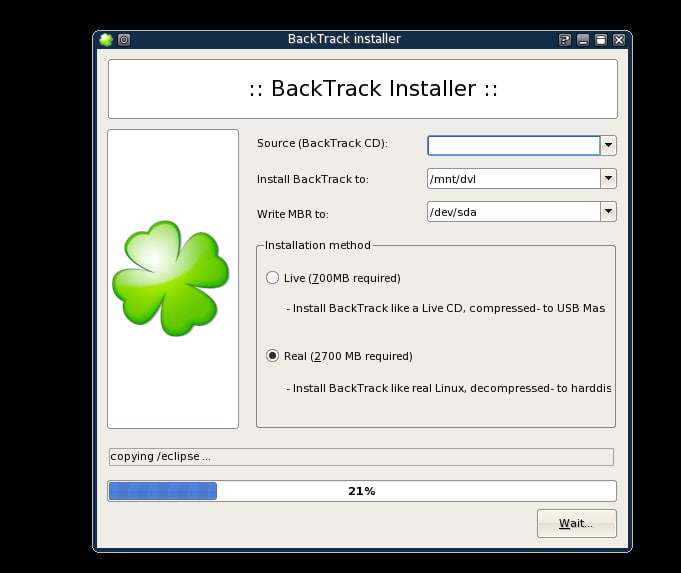 BackTrack installer
:: BackTrack Installer ::
Source (BackTrack CD):
Install BackTrack to:
/mnt/dvl
Write MBR to:
/dev/sda
Installation method
Live (700MB required)
- Install BackTrack like a Live CD, compressed- to USB Mas
Real (2700 MB required)
- Install BackTrack like real Linux, decompressed- to harddis
copying /eclipse ...
21%
Wait...